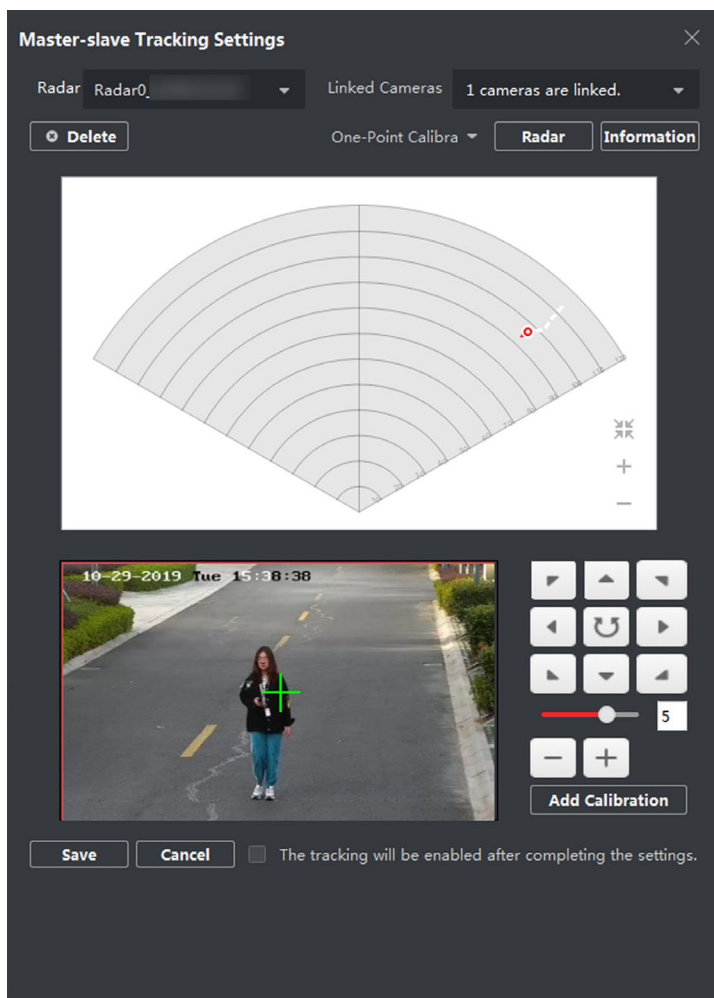 Master-slave Tracking Settings
Radar Radar0_ Linked Cameras 1 cameras are linked.
Delete One-Point Calibra Radar Information
10-29-2019 Tue 15:38:38
5
Add Calibration
Save Cancel The tracking will be enabled after completing the settings.